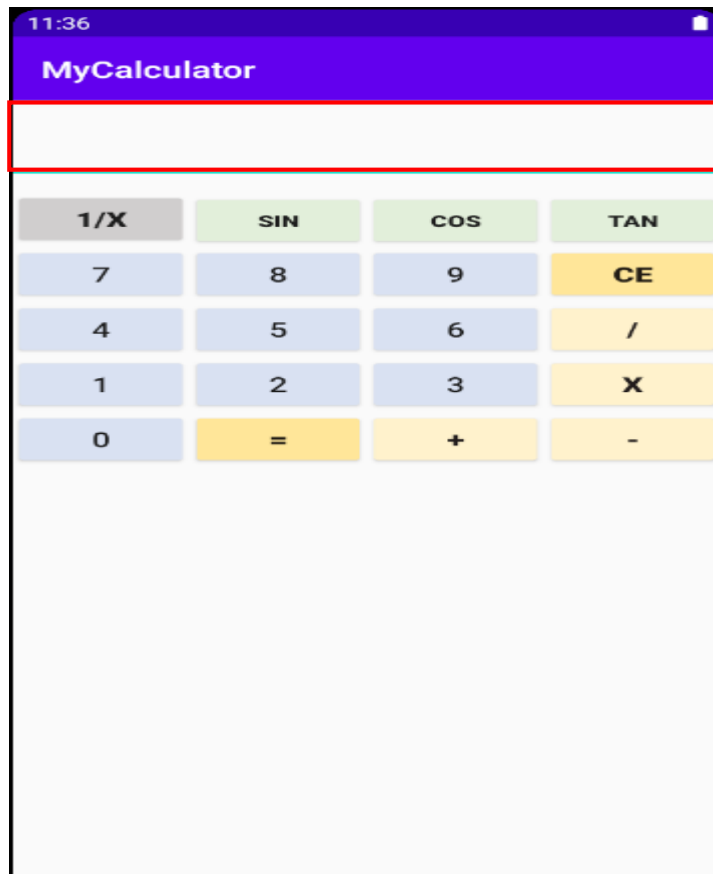 11:36
MyCalculator
1/X SIN COS TAN
7 8 9 CE
4 5 6 /
1 2 3 X
0 = + -